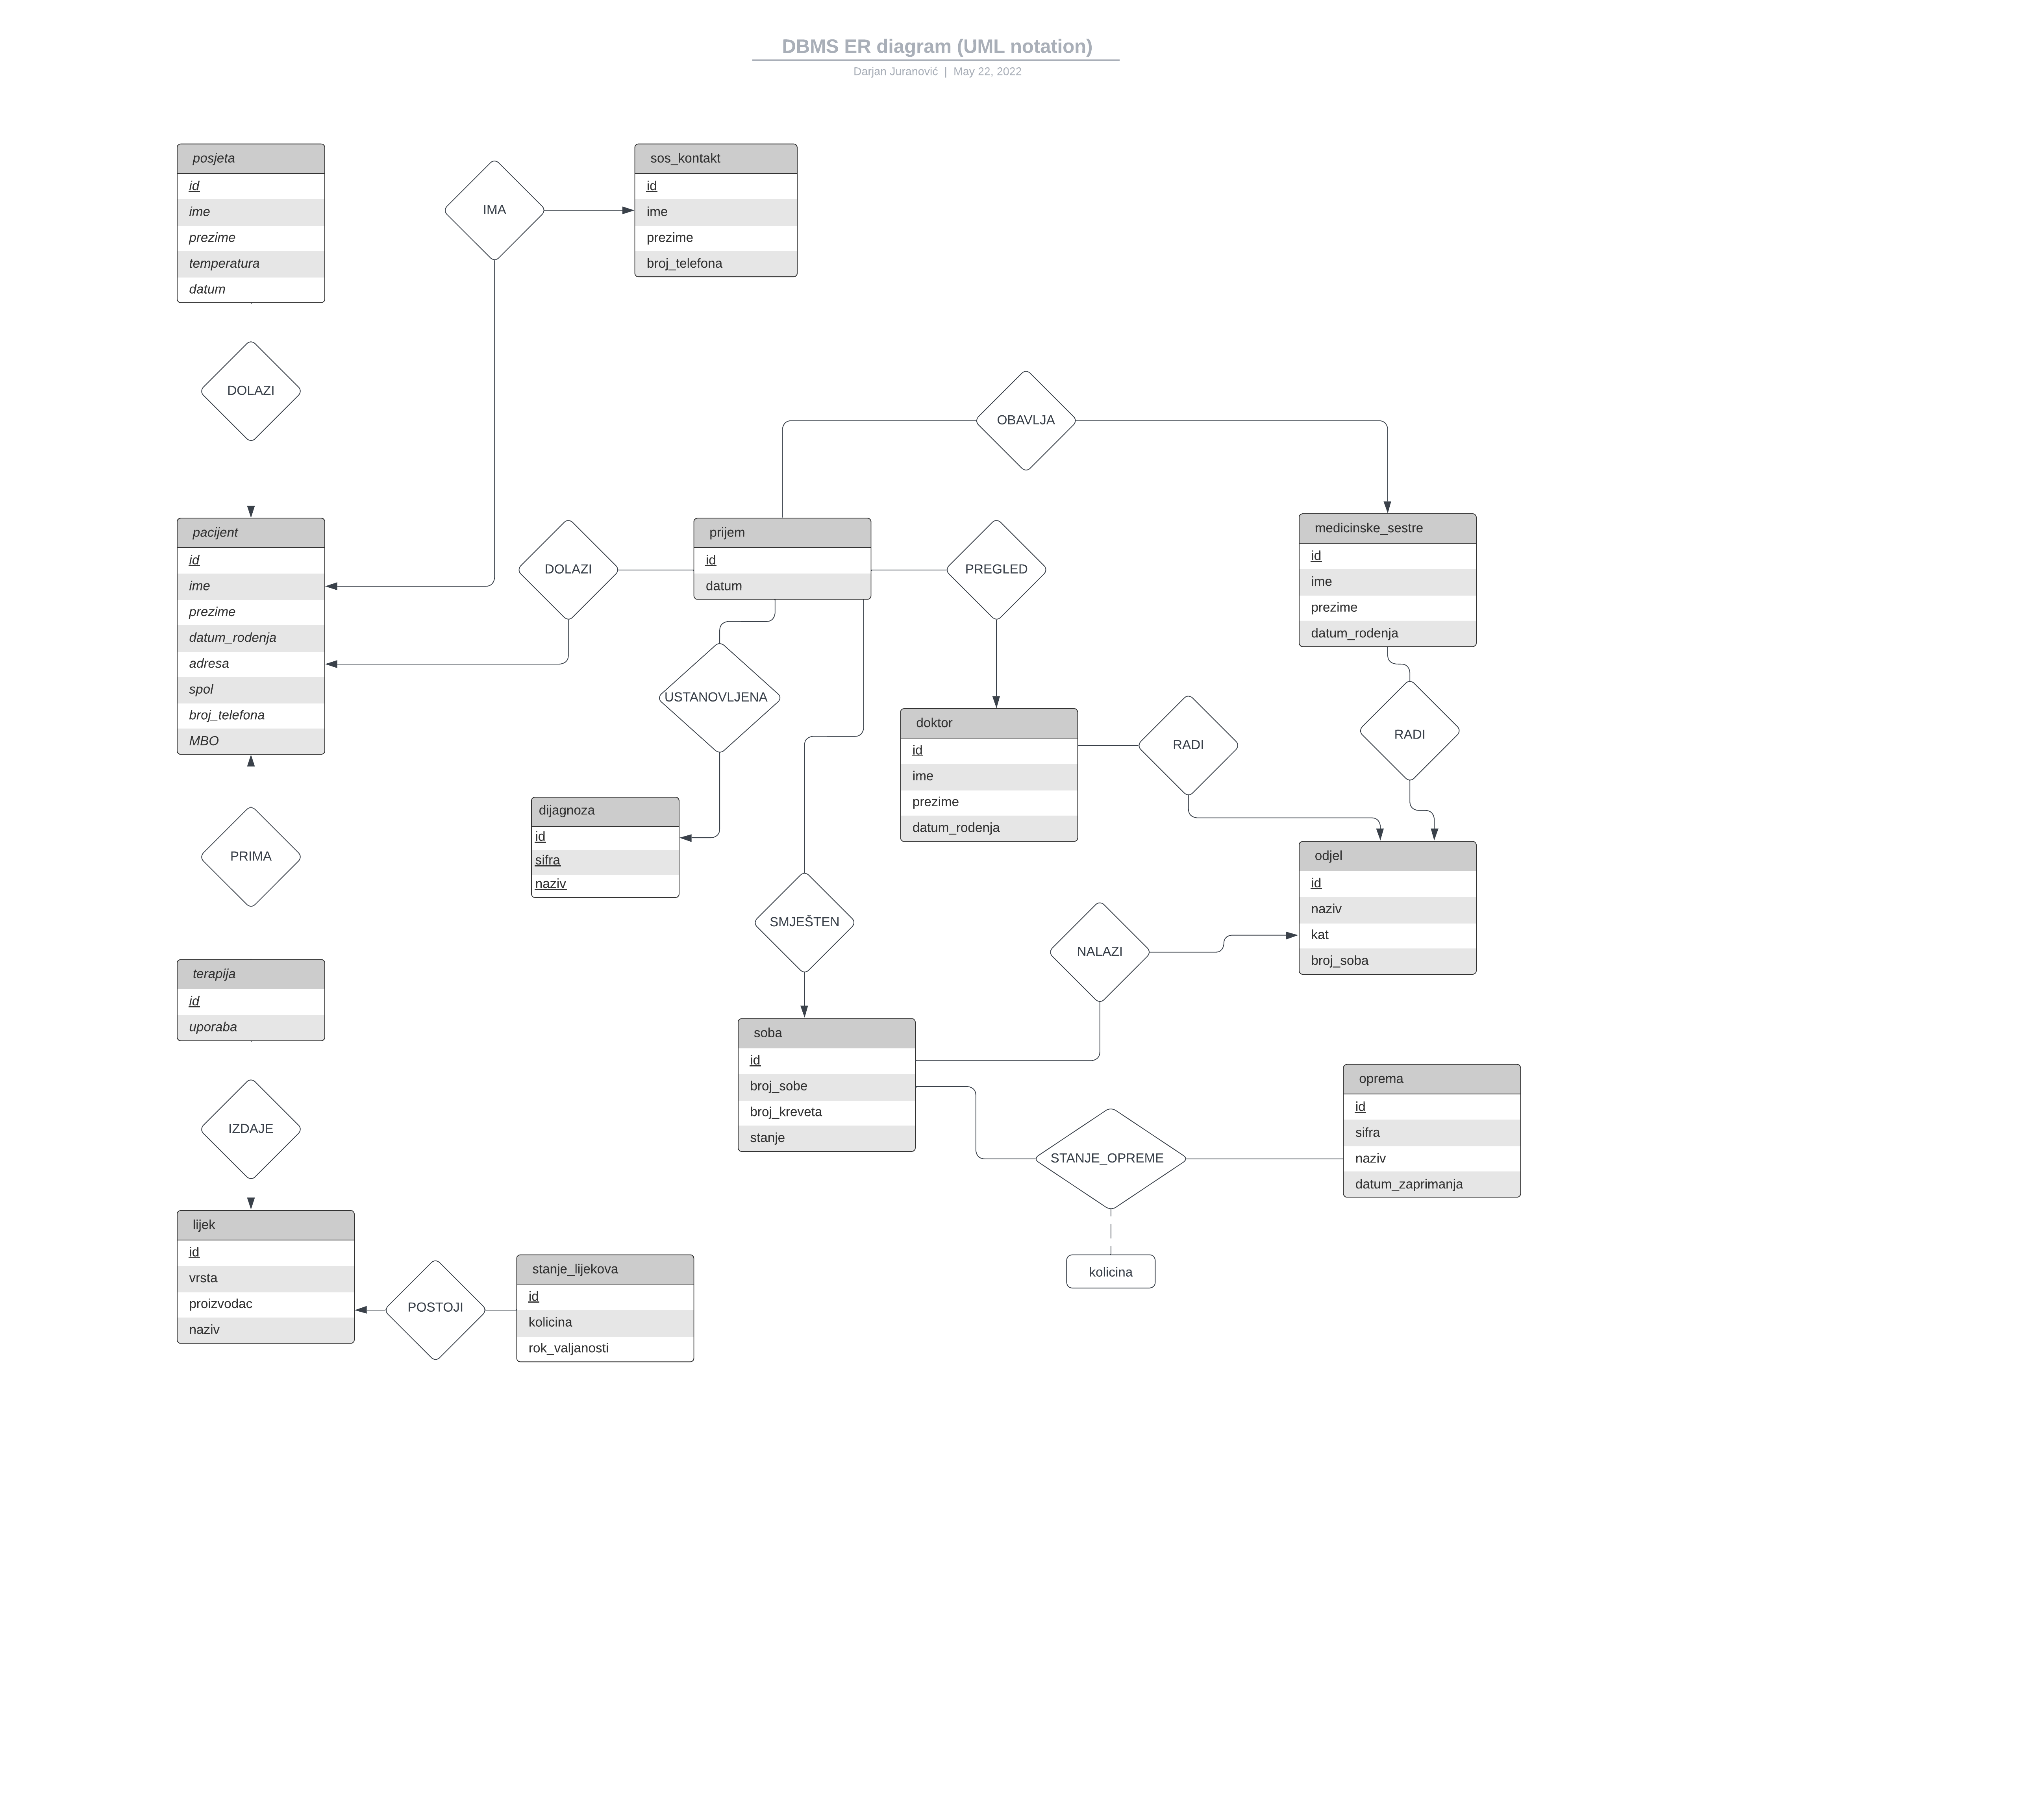 DBMS ER diagram (UML notation)
Darjan Juranović | May 22, 2022
posjeta
id
ime
prezime
temperatura
datum
IMA
sos_kontakt
id
ime
prezime
broj_telefona
DOLAZI
OBAVLJA
pacijent
id
ime
prezime
datum_rodenja
adresa
spol
broj_telefona
MBO
DOLAZI
prijem
id
datum
PREGLED
medicinske_sestre
id
ime
prezime
datum_rodenja
USTANOVLJENA
doktor
id
ime
prezime
datum_rodenja
RADI
RADI
dijagnoza
id
sifra
naziv
PRIMA
SMJEŠTEN
NALAZI
odjel
id
naziv
kat
broj_soba
terapija
id
uporaba
soba
id
broj_sobe
broj_kreveta
stanje
IZDAJE
STANJE_OPREME
oprema
id
sifra
naziv
datum_zaprimanja
kolicina
lijek
id
vrsta
proizvodac
naziv
POSTOJI
stanje_lijekova
id
kolicina
rok_valjanosti